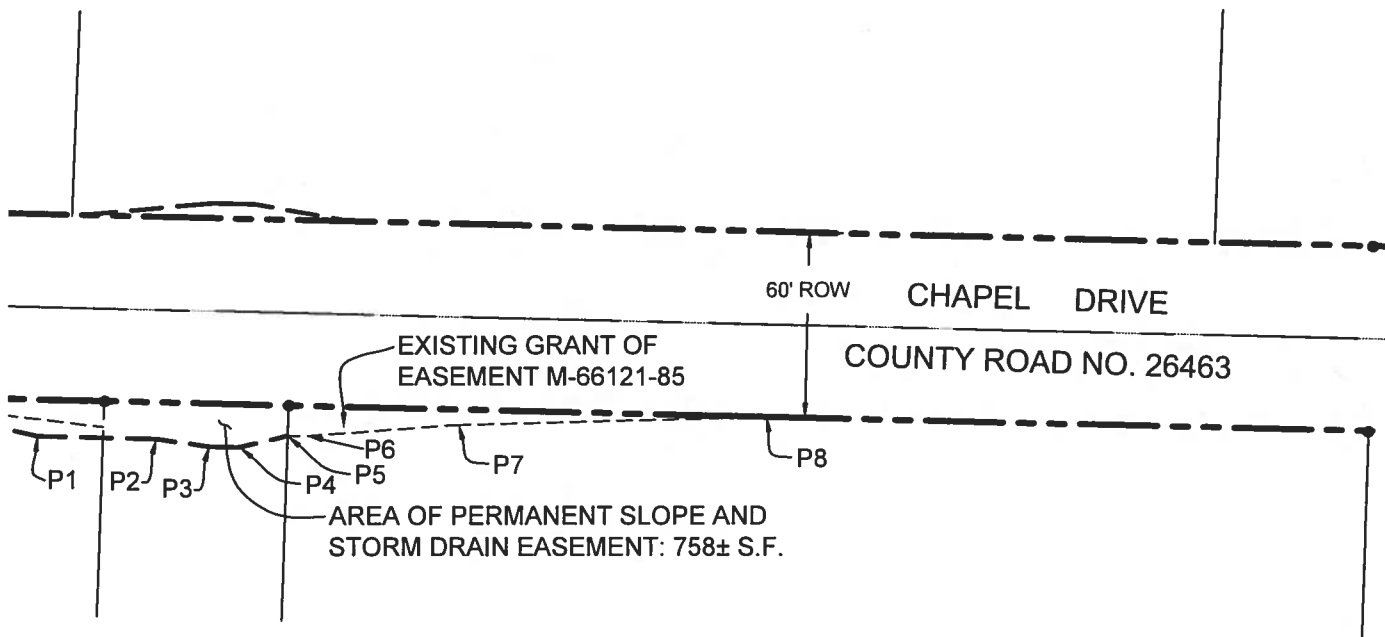 60' ROW
CHAPEL DRIVE
EXISTING GRANT OF
EASEMENT M-66121-85
COUNTY ROAD NO. 26463
P1
P2
P3
P4
P5
P6
P7
P8
AREA OF PERMANENT SLOPE AND
STORM DRAIN EASEMENT: 758± S.F.